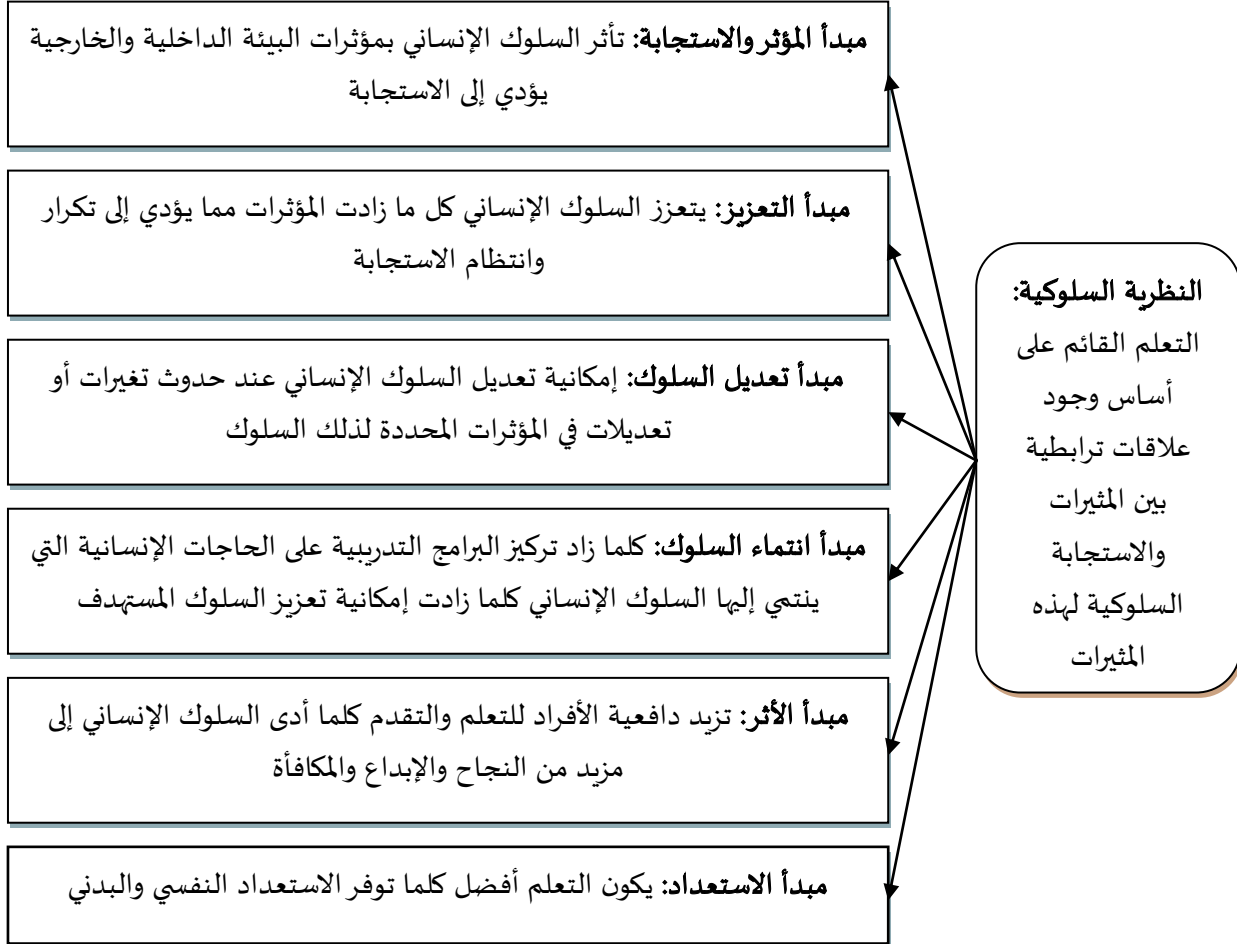 النظرية السلوكية:
التعلم القائم على
أساس وجود
علاقات ترابطية
بين المثيرات
والاستجابة
السلوكية لهذه
المثيرات
مبدأ المؤثر والاستجابة: تأثر السلوك الإنساني بمؤثرات البيئة الداخلية والخارجية
يؤدي إلى الاستجابة
مبدأ التعزيز: يتعزز السلوك الإنساني كل ما زادت المؤثرات مما يؤدي إلى تكرار
وانتظام الاستجابة
مبدأ تعديل السلوك: إمكانية تعديل السلوك الإنساني عند حدوث تغيرات أو
تعديلات في المؤثرات المحددة لذلك السلوك
مبدأ انتماء السلوك: كلما زاد تركيز البرامج التدريبية على الحاجات الإنسانية التي
ينتمي إليها السلوك الإنساني كلما زادت إمكانية تعزيز السلوك المستهدف
مبدأ الأثر: تزيد دافعية الأفراد للتعلم والتقدم كلما أدى السلوك الإنساني إلى
مزيد من النجاح والإبداع والمكافأة
مبدأ الاستعداد: يكون التعلم أفضل كلما توفر الاستعداد النفسي والبدني